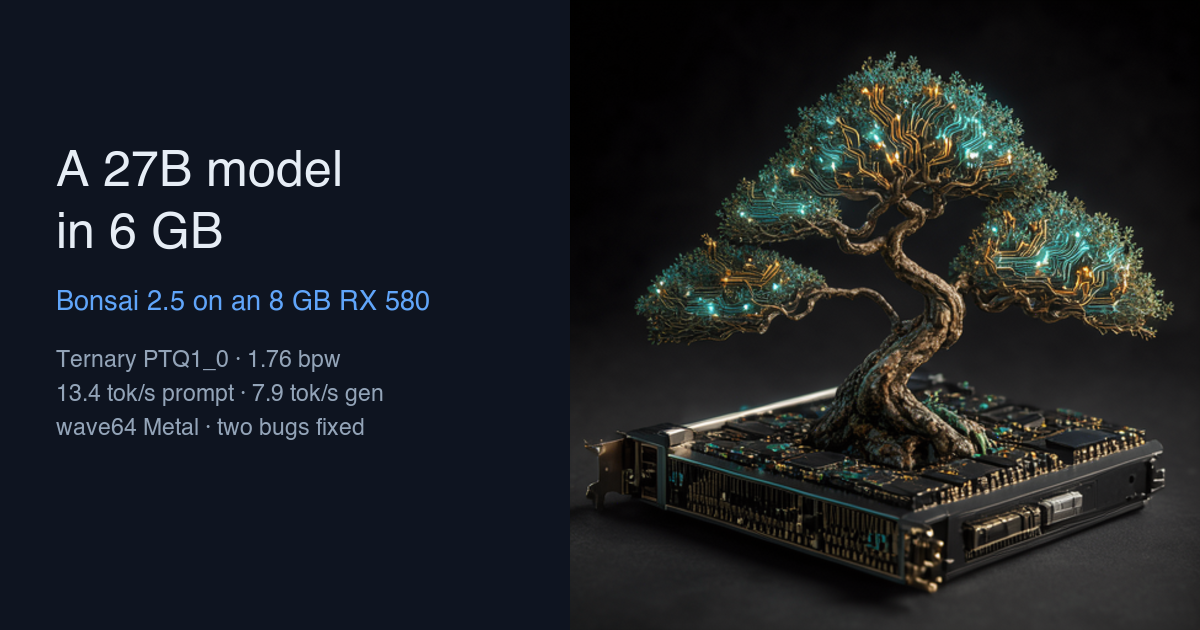 A 27B model
in 6 GB
Bonsai 2.5 on an 8 GB RX 580
Ternary PTQ1_0 · 1.76 bpw
13.4 tok/s prompt · 7.9 tok/s gen
wave64 Metal · two bugs fixed